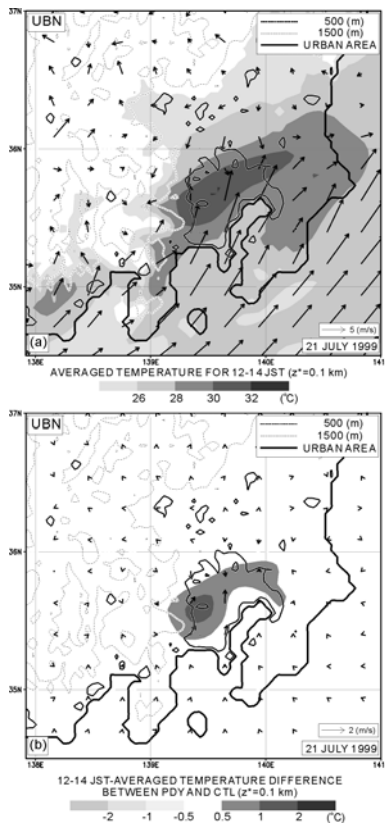 UBN
500 (m)
1500 (m)
URBAN AREA
37N
36N
35N
(a)
5 (m/s)
21 JULY 1999
138E
139E
140E
141
AVERAGED TEMPERATURE FOR 12-14 JST (z*=0.1 km)
26 28 30 32 (°C)
UBN
500 (m)
1500 (m)
URBAN AREA
37N
36N
35N
(b)
2 (m/s)
21 JULY 1999
138E
139E
140E
141
12-14 JST-AVERAGED TEMPERATURE DIFFERENCE
BETWEEN PDY AND CTL (z*=0.1 km)
-2 -1 -0.5 0.5 1 2 (°C)